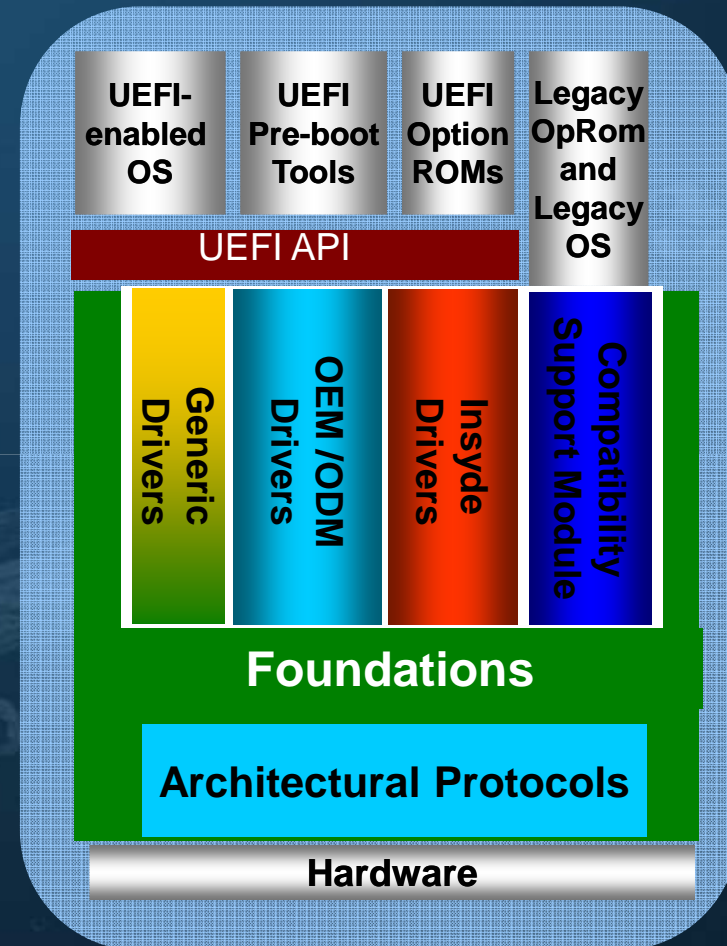 UEFI-
enabled
OS
UEFI
Pre-boot
Tools
UEFI
Option
ROMs
Legacy
OpRom
and
Legacy
OS
UEFI API
Generic
Drivers
OEM /ODM
Drivers
Insyde
Drivers
Compatibility
Support Module
Foundations
Architectural Protocols
Hardware